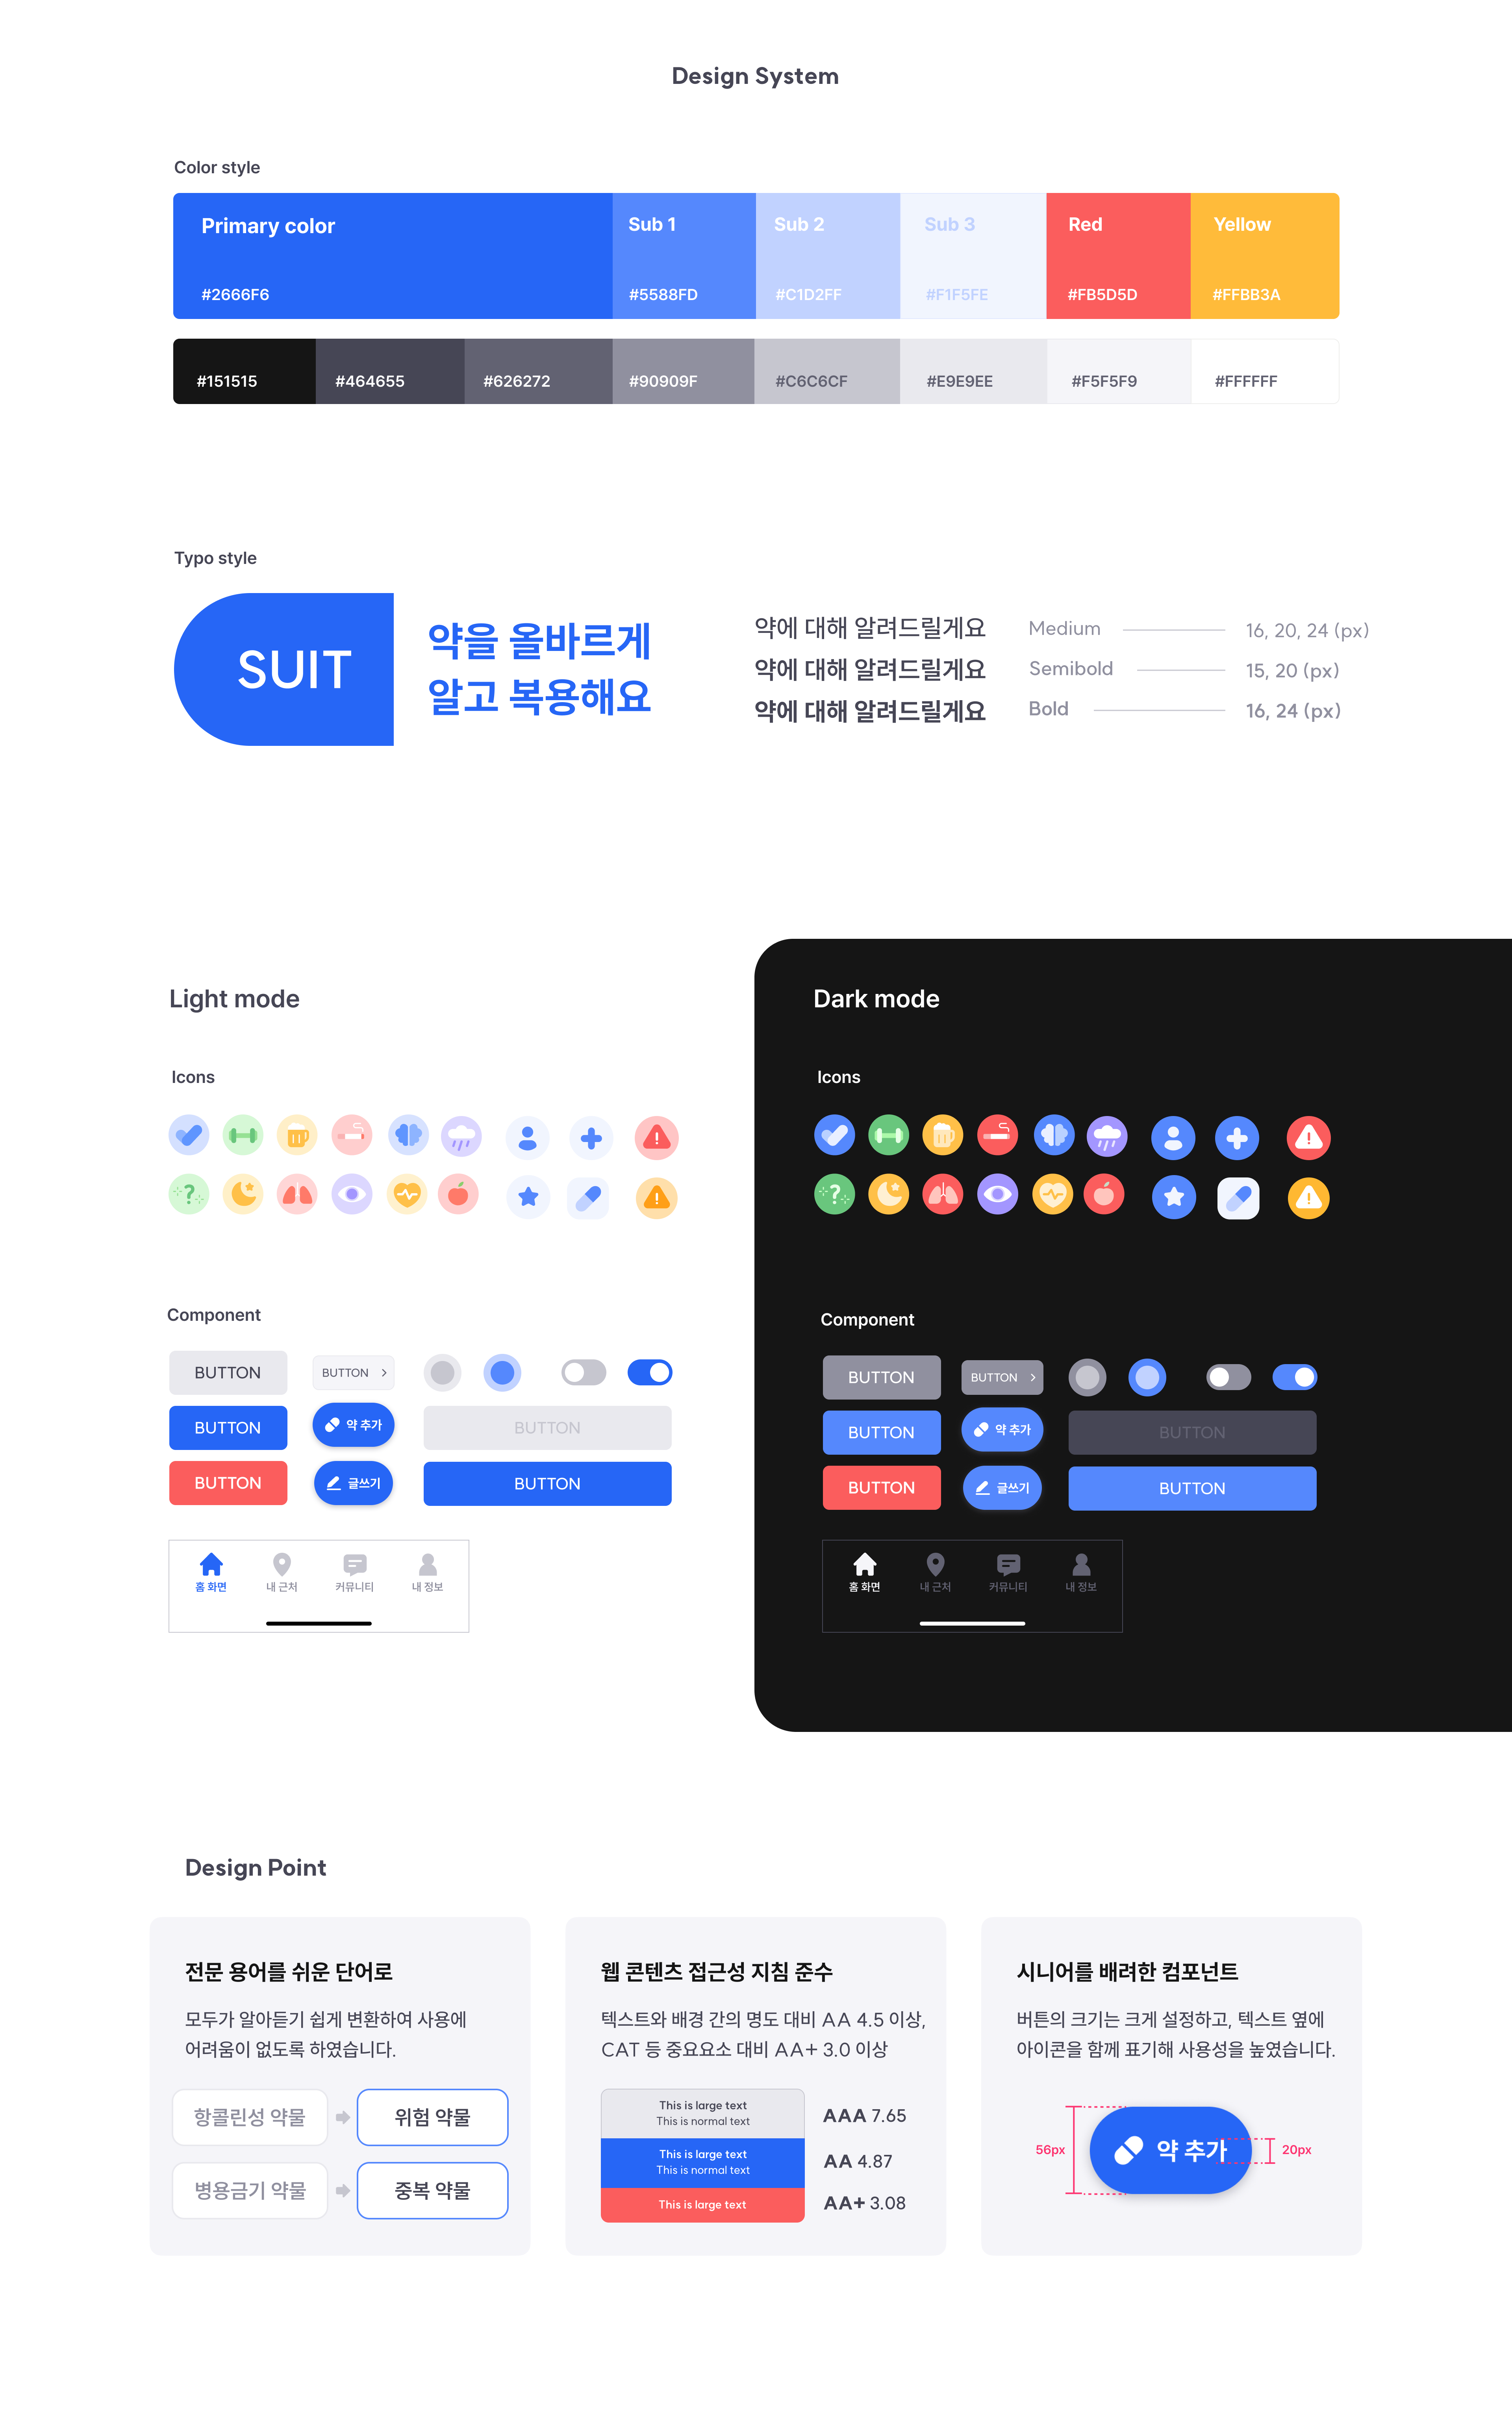 Design System
Color style
Primary color
Sub 1
Sub 2
Sub 3
Red
Yellow
#2666F6
#5588FD
#C1D2FF
#F1F5FE
#FB5D5D
#FFBB3A
#151515
#464655
#626272
#90909F
#C6C6CF
#E9E9EE
#F5F5F9
#FFFFFF
Typo style
SUIT
약을 올바르게
알고 복용해요
약에 대해 알려드릴게요
Medium
16, 20, 24 (px)
약에 대해 알려드릴게요
Semibold
15, 20 (px)
약에 대해 알려드릴게요
Bold
16, 24 (px)
Light mode
Icons
Component
BUTTON
BUTTON
BUTTON
약 추가
BUTTON
BUTTON
글쓰기
BUTTON
홈 화면
내 근처
커뮤니티
내 정보
Dark mode
Icons
Component
BUTTON
BUTTON
BUTTON
약 추가
BUTTON
BUTTON
글쓰기
BUTTON
홈 화면
내 근처
커뮤니티
내 정보
Design Point
전문 용어를 쉬운 단어로
모두가 알아듣기 쉽게 변환하여 사용에
어려움이 없도록 하였습니다.
항콜린성 약물
위험 약물
병용금기 약물
중복 약물
웹 콘텐츠 접근성 지침 준수
텍스트와 배경 간의 명도 대비 AA 4.5 이상,
CAT 등 중요요소 대비 AA+ 3.0 이상
This is large text
This is normal text
AAA 7.65
This is large text
This is normal text
AA 4.87
This is large text
AA+ 3.08
시니어를 배려한 컴포넌트
버튼의 크기는 크게 설정하고, 텍스트 옆에
아이콘을 함께 표기해 사용성을 높였습니다.
56px
약 추가
20px